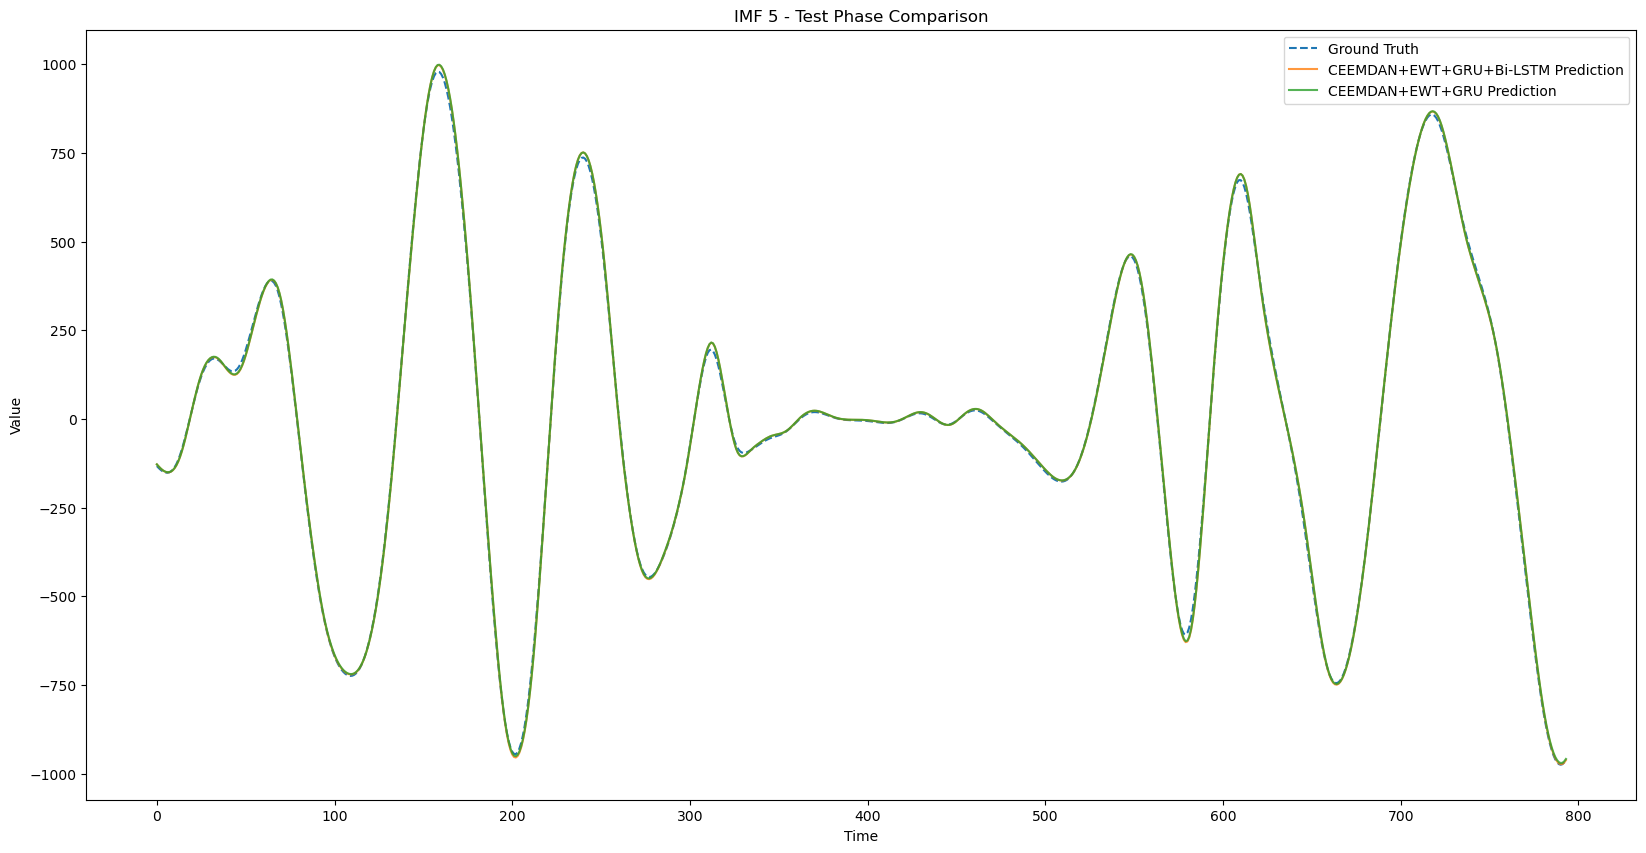 IMF 5 - Test Phase Comparison
Ground Truth
CEEMDAN+EWT+GRU+Bi-LSTM Prediction
CEEMDAN+EWT+GRU Prediction
Value
1000
750
500
250
0
−250
−500
−750
−1000
0 100 200 300 400 500 600 700 800
Time